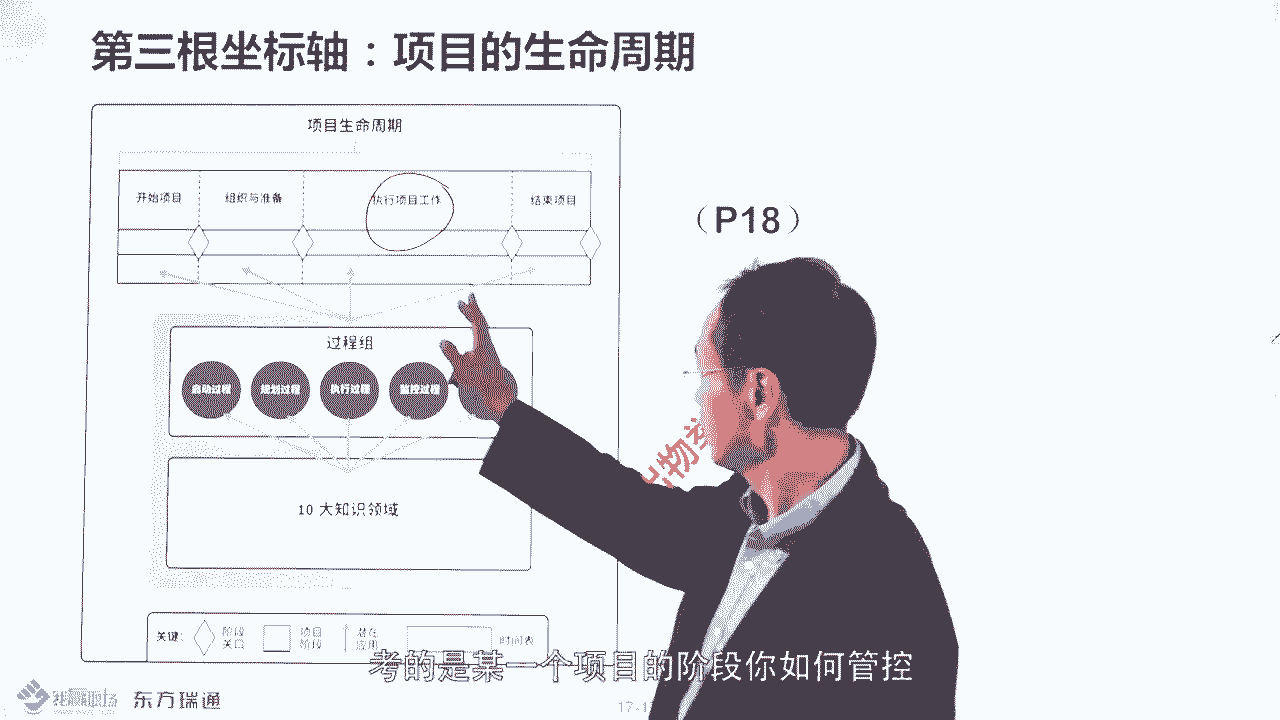 第三根坐标轴：项目的生命周期
项目生命周期
开始项目 组织与准备 执行项目工作 结束项目
（P18）
过程组
启动过程 规划过程 执行过程 监控过程
10 大知识领域
关键： 阶段关口 项目阶段 潜在应用 时间表
考的是某一个项目的阶段你如何管控
东方瑞通